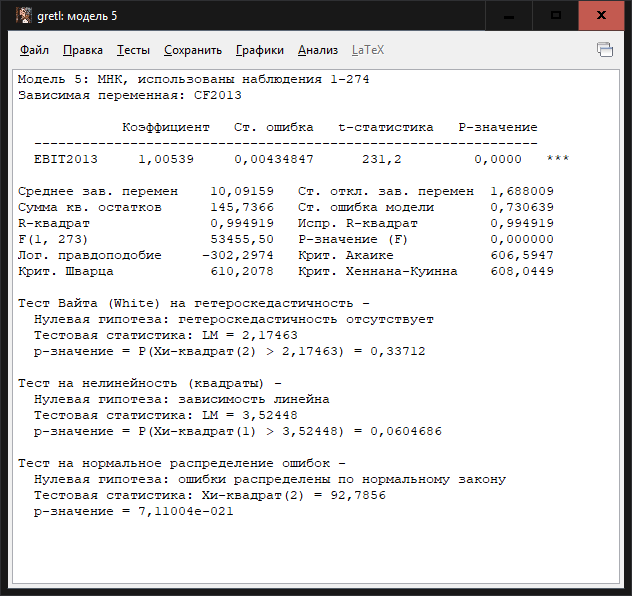 gretl: модель 5
Файл Правка Тесты Сохранить Графики Анализ LaTeX
Модель 5: МНК, использованы наблюдения 1-274
Зависимая переменная: CF2013
Коэффициент Ст. ошибка t-статистика P-значение
---------------------------------------------------------------
EBIT2013 1,00539 0,00434847 231,2 0,0000 ***
Среднее зав. перемен 10,09159 Ст. откл. зав. перемен 1,688009
Сумма кв. остатков 145,7366 Ст. ошибка модели 0,730639
R-квадрат 0,994919 Испр. R-квадрат 0,994919
F(1, 273) 53455,50 Р-значение (F) 0,000000
Лог. правдоподобие -302,2974 Крит. Акаике 606,5947
Крит. Шварца 610,2078 Крит. Хеннана-Куинна 608,0449
Тест Вайта (White) на гетероскедастичность -
Нулевая гипотеза: гетероскедастичность отсутствует
Тестовая статистика: LM = 2,17463
р-значение = P(Хи-квадрат(2) > 2,17463) = 0,33712
Тест на нелинейность (квадраты) -
Нулевая гипотеза: зависимость линейна
Тестовая статистика: LM = 3,52448
р-значение = P(Хи-квадрат(1) > 3,52448) = 0,0604686
Тест на нормальное распределение ошибок -
Нулевая гипотеза: ошибки распределены по нормальному закону
Тестовая статистика: Хи-квадрат(2) = 92,7856
р-значение = 7,11004e-021